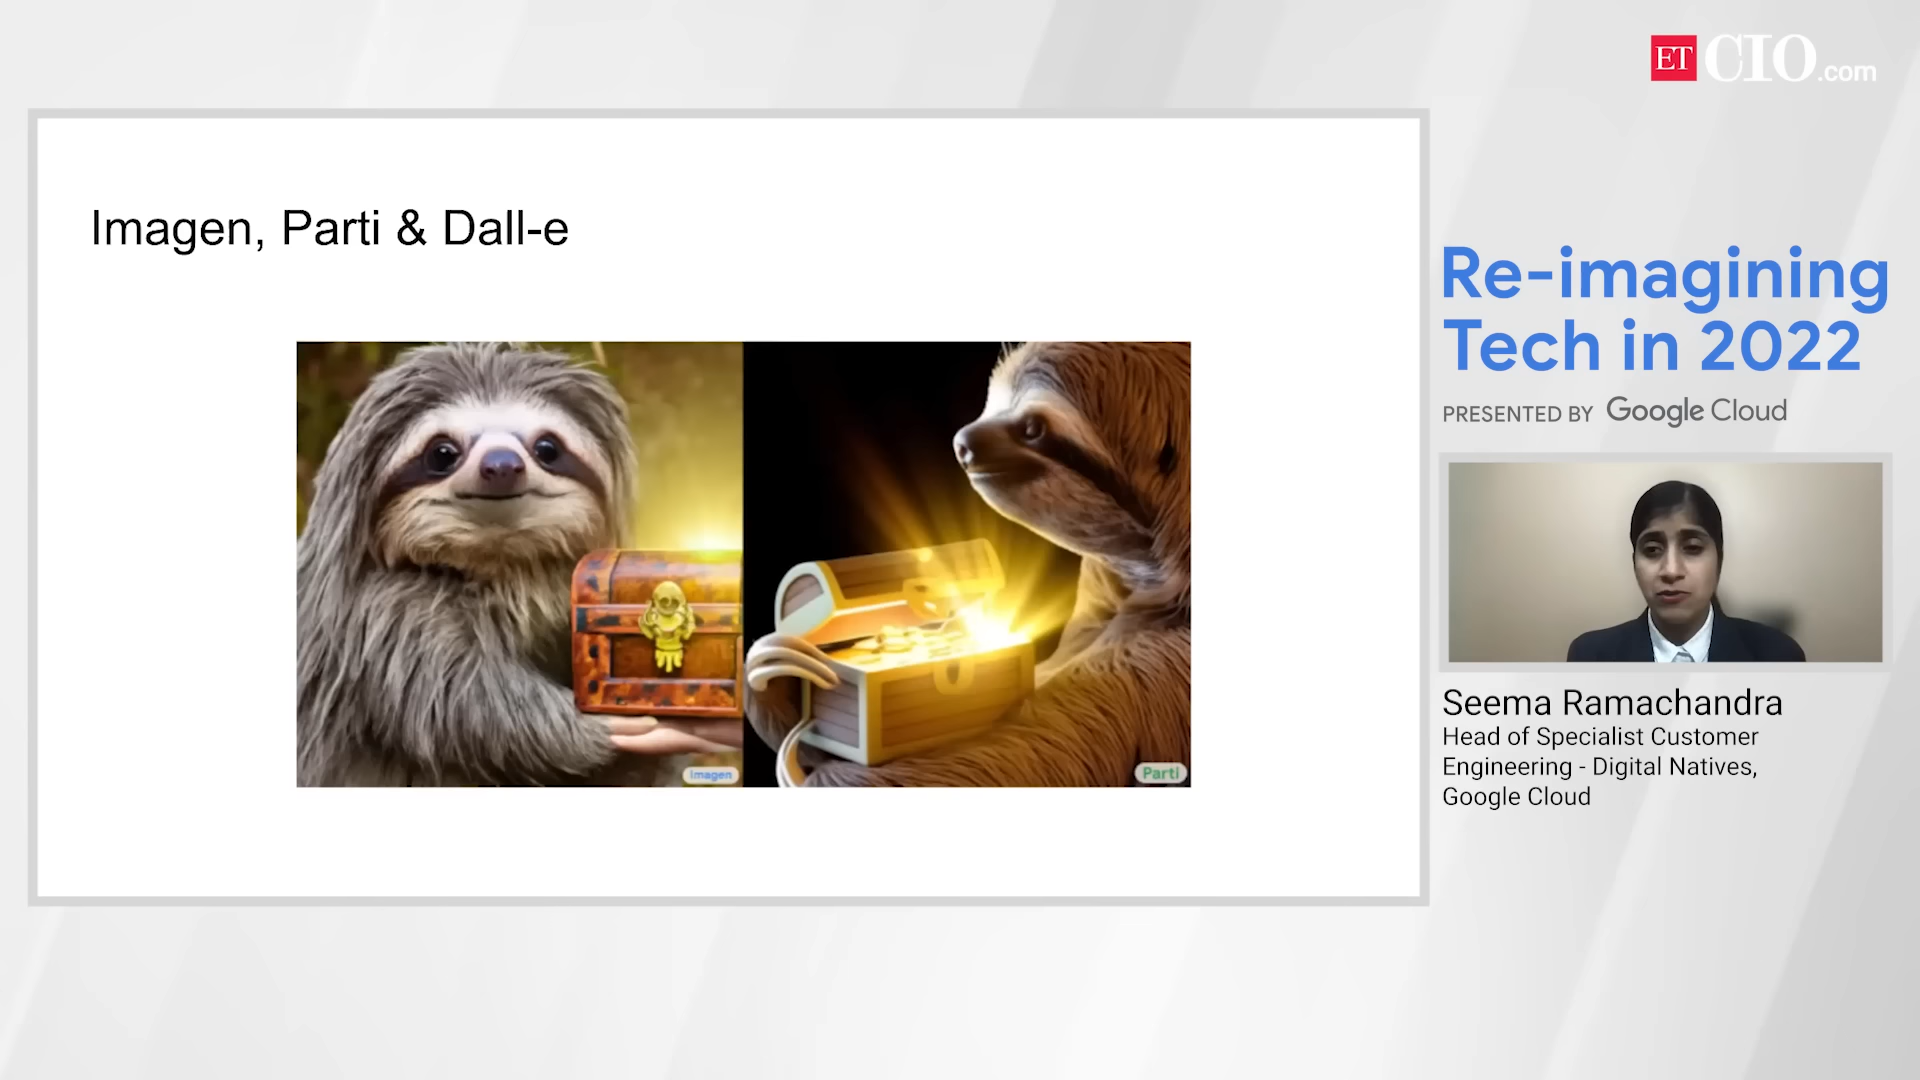 ET CIO.com
Imagen, Parti & Dall-e
Imagen
Parti
Re-imagining
Tech in 2022
PRESENTED BY Google Cloud
Seema Ramachandra
Head of Specialist Customer
Engineering - Digital Natives,
Google Cloud